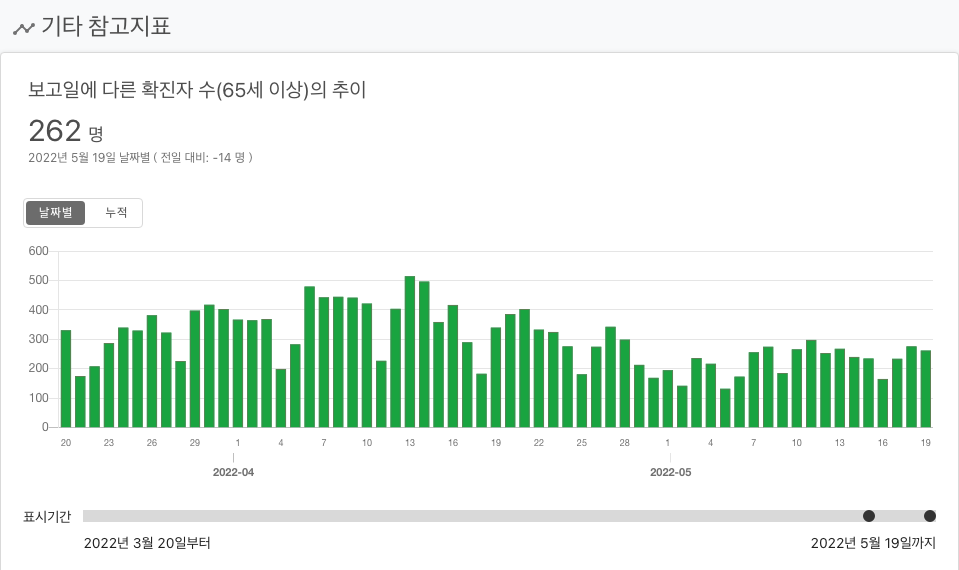 기타 참고지표
보고일에 다른 확진자 수(65세 이상)의 추이
262 명
2022년 5월 19일 날짜별 ( 전일 대비: -14 명 )
날짜별 누적
600
500
400
300
200
100
0
20 23 26 29 1 4 7 10 13 16 19 22 25 28 1 4 7 10 13 16 19
2022-04 2022-05
표시기간
2022년 3월 20일부터 2022년 5월 19일까지